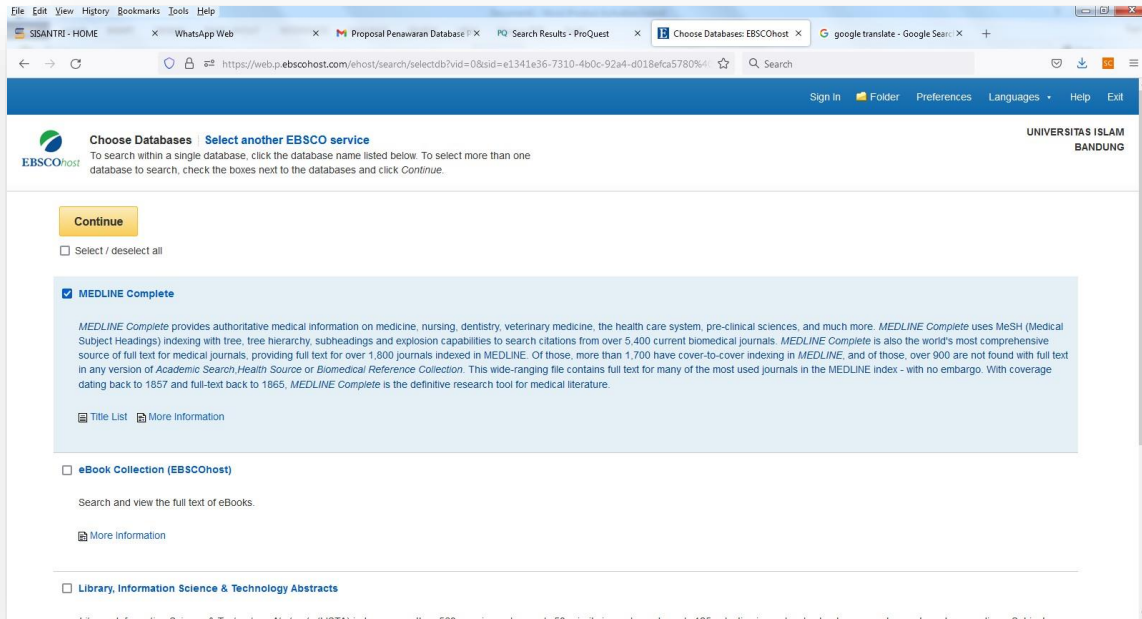 File Edit View History Bookmarks Tools Help
SISANTRI - HOME × WhatsApp Web × Proposal Penawaran Database P × PQ Search Results - ProQuest × Choose Databases: EBSCOhost × google translate - Google Searc × +
https://web.p.ebscohost.com/ehost/search/selectdb?vid=0&sid=e1341e36-7310-4b0c-92a4-d018efca5780%4 Search
Sign In Folder Preferences Languages Help Exit
EBSCOhost
Choose Databases Select another EBSCO service
To search within a single database, click the database name listed below. To select more than one
database to search, check the boxes next to the databases and click Continue.
UNIVERSITAS ISLAM
BANDUNG
Continue
Select / deselect all
MEDLINE Complete
MEDLINE Complete provides authoritative medical information on medicine, nursing, dentistry, veterinary medicine, the health care system, pre-clinical sciences, and much more. MEDLINE Complete uses MeSH (Medical
Subject Headings) indexing with tree, tree hierarchy, subheadings and explosion capabilities to search citations from over 5,400 current biomedical journals. MEDLINE Complete is also the world's most comprehensive
source of full text for medical journals, providing full text for over 1,800 journals indexed in MEDLINE. Of those, more than 1,700 have cover-to-cover indexing in MEDLINE, and of those, over 900 are not found with full text
in any version of Academic Search,Health Source or Biomedical Reference Collection. This wide-ranging file contains full text for many of the most used journals in the MEDLINE index - with no embargo. With coverage
dating back to 1857 and full-text back to 1865, MEDLINE Complete is the definitive research tool for medical literature.
Title List More Information
eBook Collection (EBSCOhost)
Search and view the full text of eBooks.
More Information
Library, Information Science & Technology Abstracts